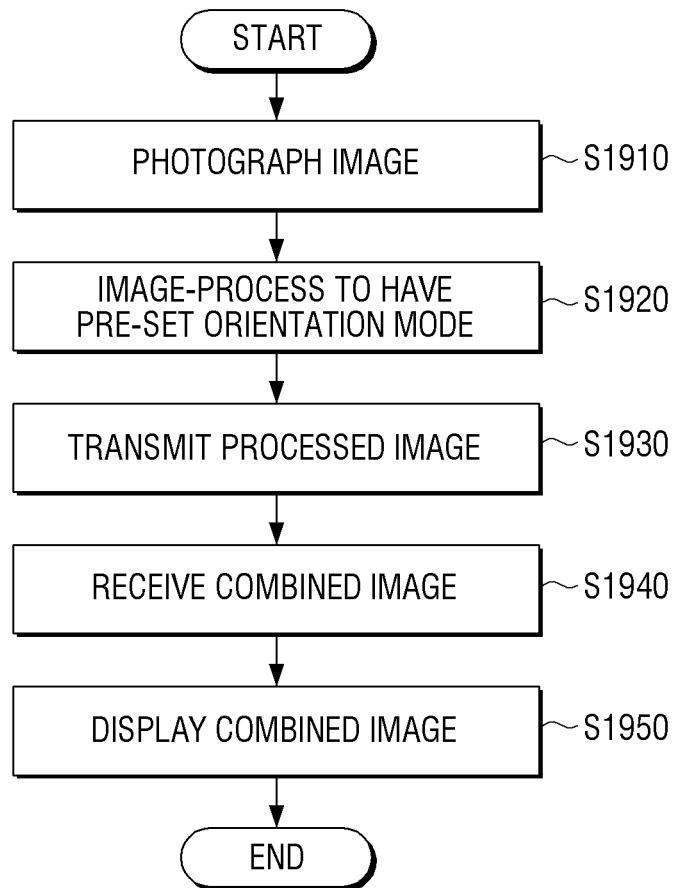 START
PHOTOGRAPH IMAGE
S1910
IMAGE-PROCESS TO HAVE
PRE-SET ORIENTATION MODE
S1920
TRANSMIT PROCESSED IMAGE
S1930
RECEIVE COMBINED IMAGE
S1940
DISPLAY COMBINED IMAGE
S1950
END